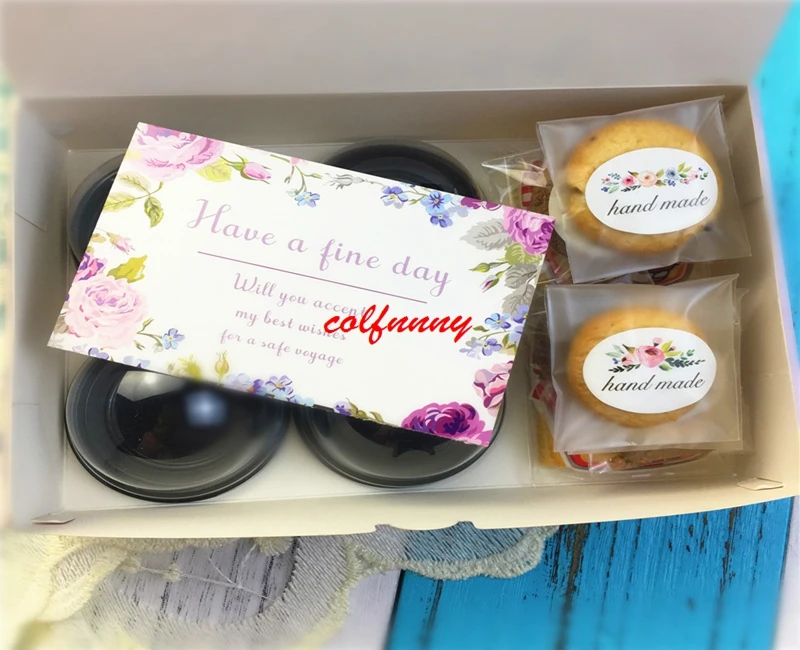 Have a fine day
Will you accept
my best wishes
for a safe voyage
colfnnny
hand made
hand made